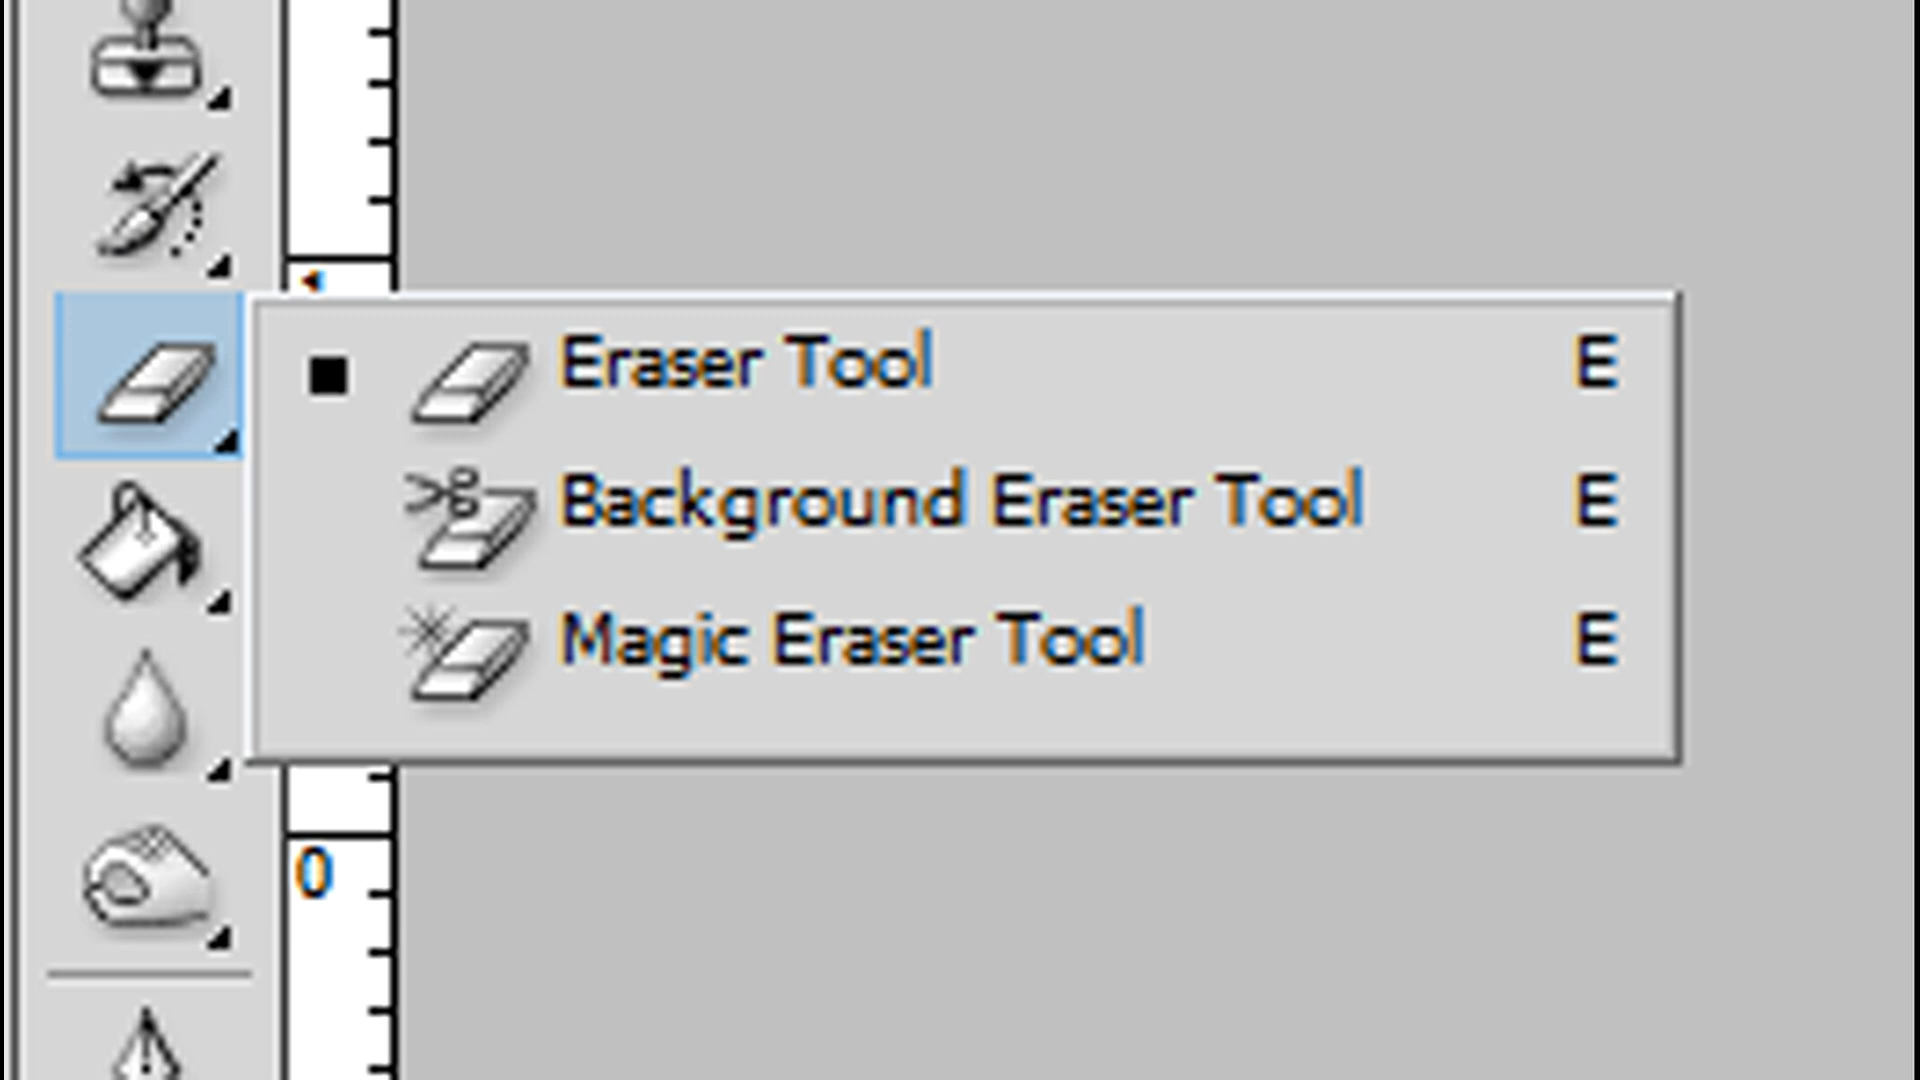 Eraser Tool E
Background Eraser Tool E
Magic Eraser Tool E
0